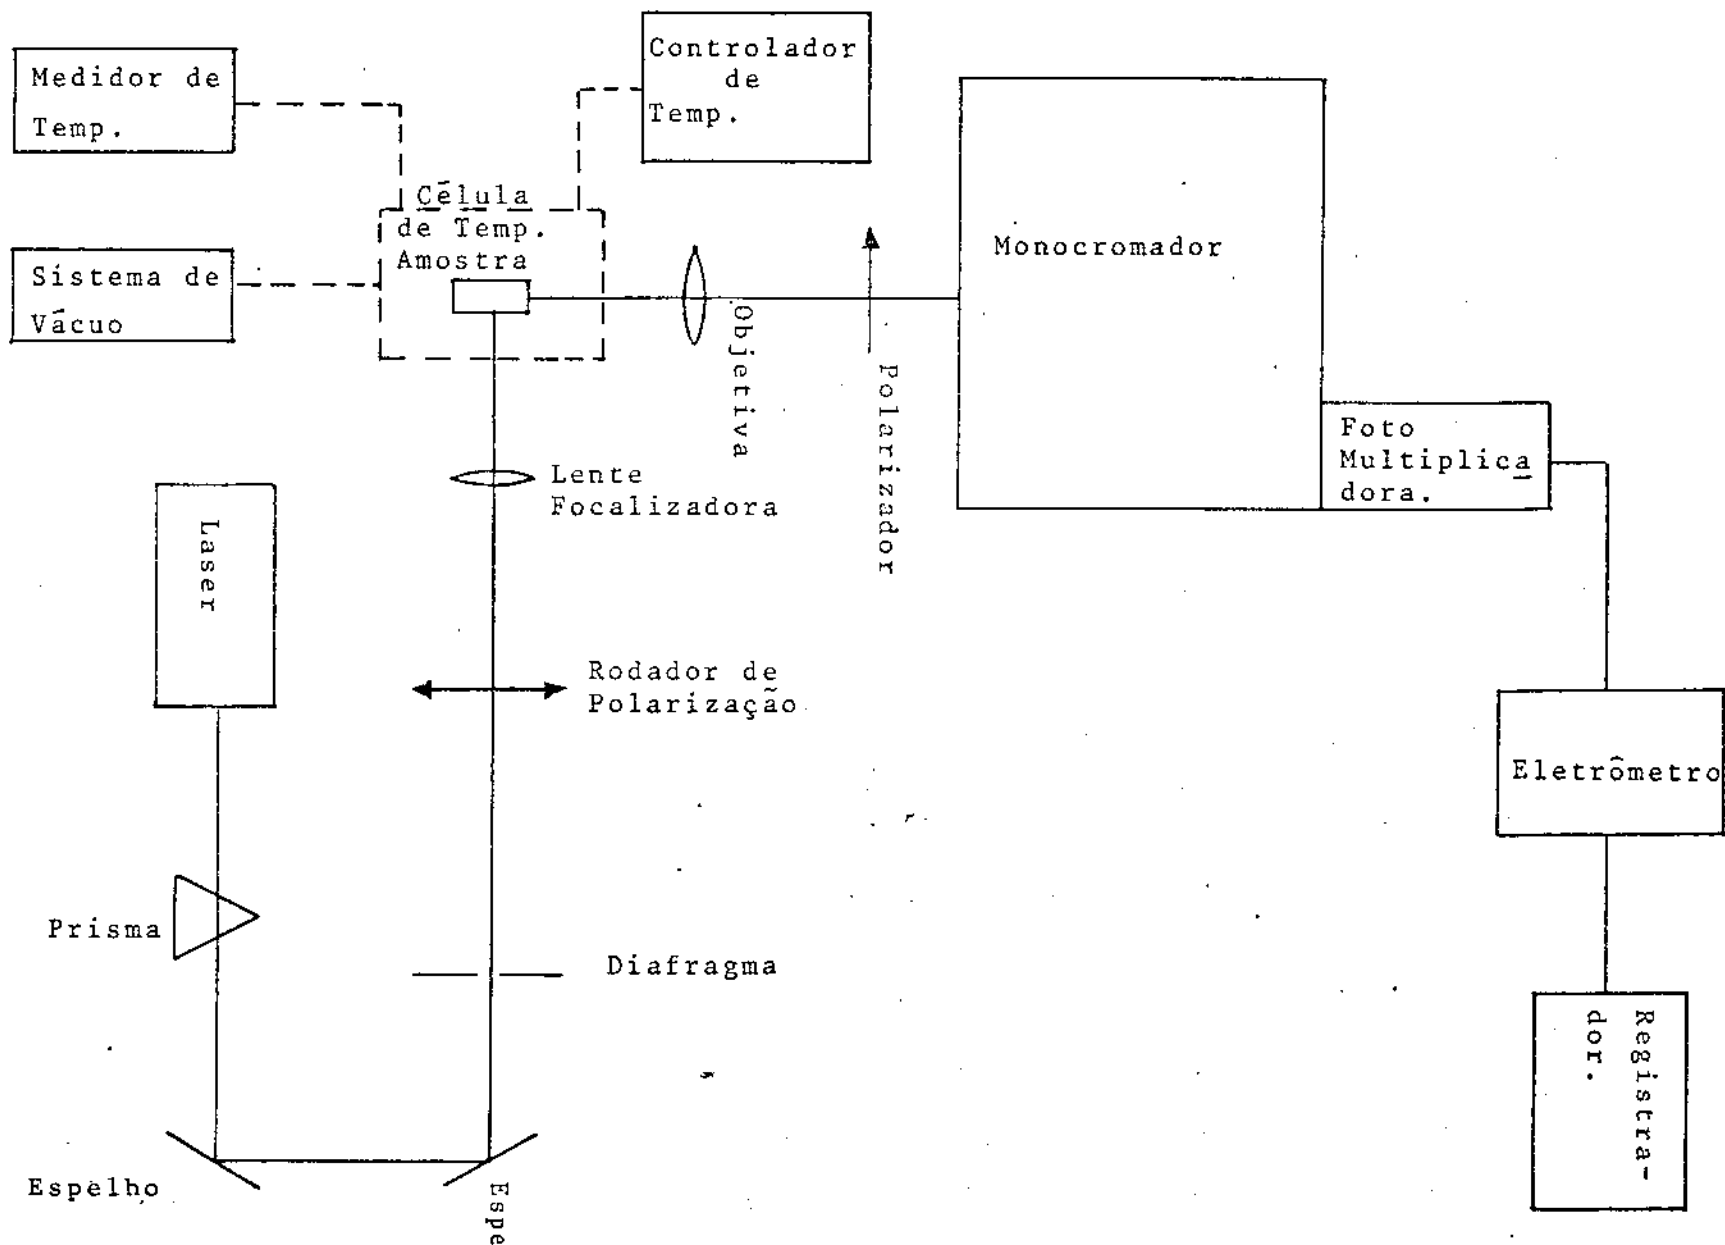 Controlador
de
Temp.
Medidor de
Temp.
Célula
de Temp.
Amostra
Sistema de
Vácuo
Monocromador
Objetiva
Polarizador
Foto
Multiplica
dora.
Lente
Focalizadora
Laser
Rodador de
Polarização
Eletrômetro
Prisma
Diafragma
Registra-
dor.
Espelho
Espe